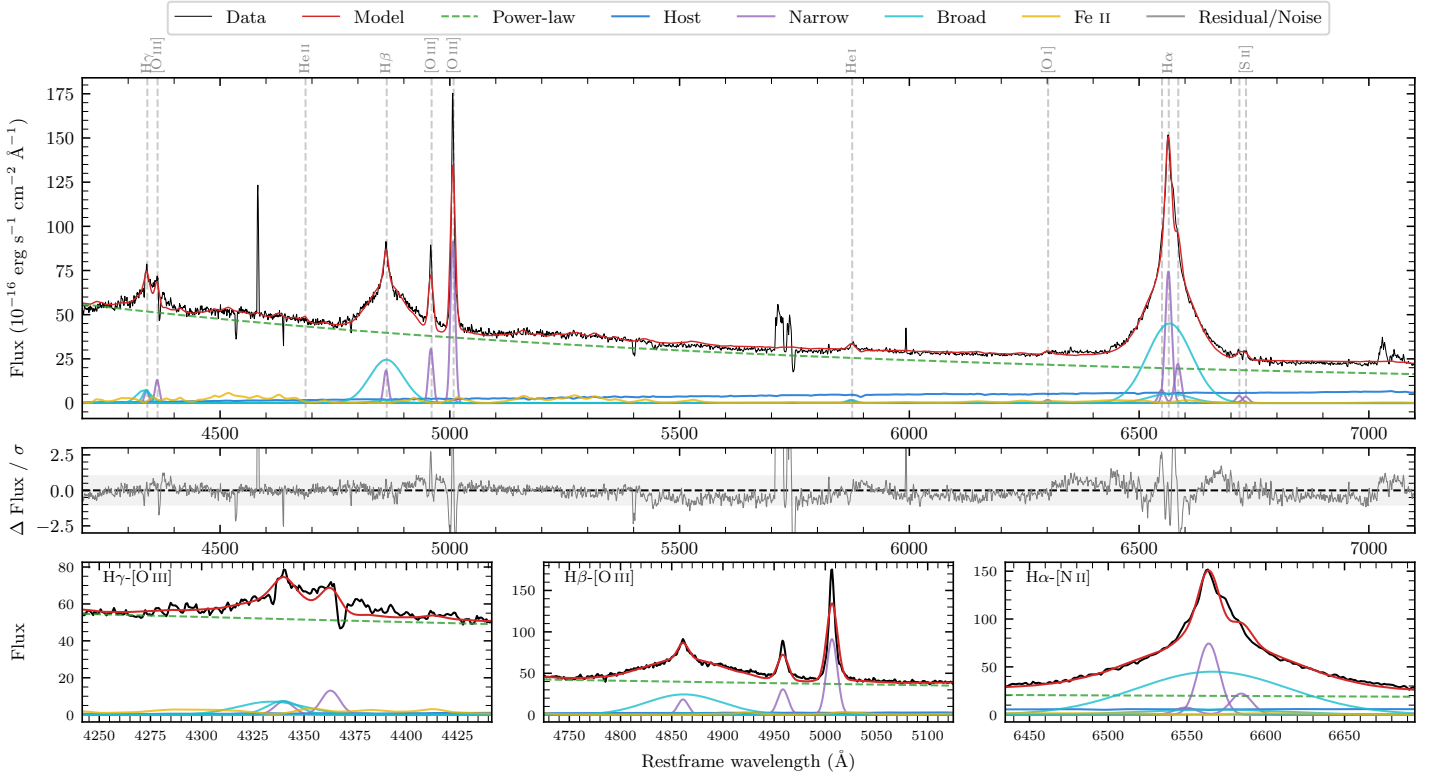 Data Model Power-law Host Narrow Broad Fe II Residual/Noise
Hγ [O III] He II Hβ [O III] [O III] He I [O I] Hα [S II]
Flux (10⁻¹⁶ erg s⁻¹ cm⁻² Å⁻¹)
175
150
125
100
75
50
25
0
4500 5000 5500 6000 6500 7000
Δ Flux / σ
2.5
0.0
−2.5
4500 5000 5500 6000 6500 7000
Flux
Hγ-[O III]
80
60
40
20
0
4250 4275 4300 4325 4350 4375 4400 4425
Hβ-[O III]
150
100
50
0
4750 4800 4850 4900 4950 5000 5050 5100
Hα-[N II]
150
100
50
0
6450 6500 6550 6600 6650
Restframe wavelength (Å)